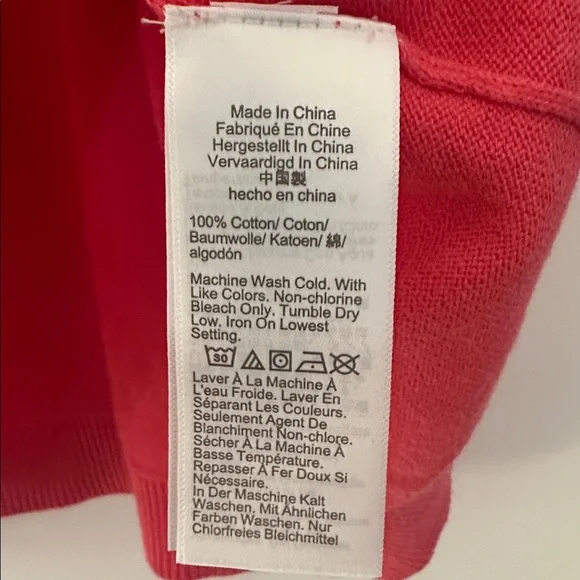 Made In China
Fabriqué En Chine
Hergestellt In China
Vervaardigd In China
中国製
hecho en china
100% Cotton/ Coton/
Baumwolle/ Katoen/ 綿/
algodón
Machine Wash Cold. With
Like Colors. Non-chlorine
Bleach Only. Tumble Dry
Low. Iron On Lowest
Setting.
30
Laver À La Machine À
L'eau Froide. Laver En
Séparant Les Couleurs.
Seulement Agent De
Blanchiment Non-chlore.
Sécher À La Machine À
Basse Température.
Repasser À Fer Doux Si
Nécessaire.
In Der Maschine Kalt
Waschen, Mit Ähnlichen
Farben Waschen. Nur
Chlorfreies Bleichmittel